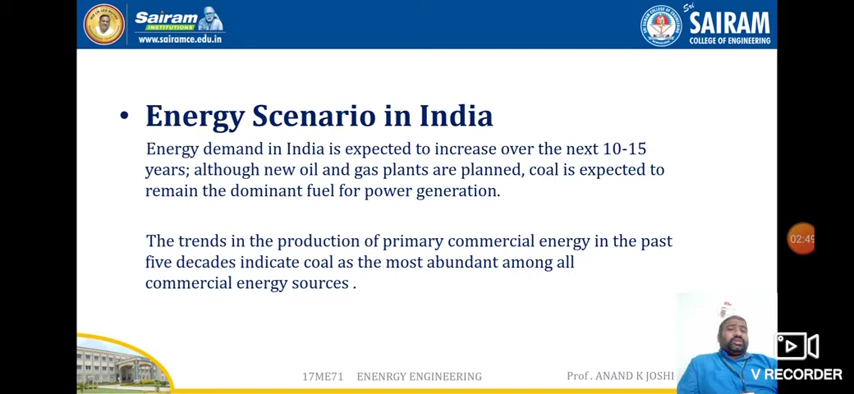 Sairam
INSTITUTIONS
www.sairamce.edu.in
Sri
SAIRAM
COLLEGE OF ENGINEERING
• Energy Scenario in India
Energy demand in India is expected to increase over the next 10-15
years; although new oil and gas plants are planned, coal is expected to
remain the dominant fuel for power generation.
The trends in the production of primary commercial energy in the past
five decades indicate coal as the most abundant among all
commercial energy sources .
02:49
17ME71 ENENRGY ENGINEERING
Prof . ANAND K JOSHI
V RECORDER